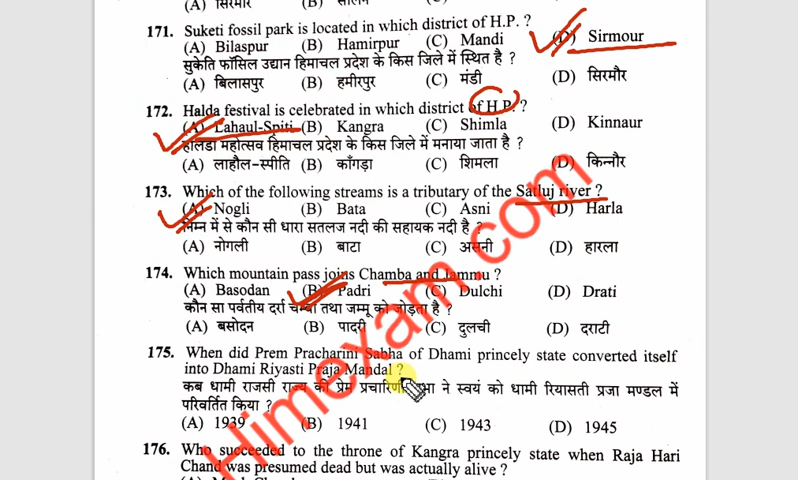 (A) सिरमौर (B) सोलन
171. Suketi fossil park is located in which district of H.P. ?
(A) Bilaspur (B) Hamirpur (C) Mandi (D) Sirmour
सुकेति फॉसिल उद्यान हिमाचल प्रदेश के किस जिले में स्थित है ?
(A) बिलासपुर (B) हमीरपुर (C) मंडी (D) सिरमौर
172. Halda festival is celebrated in which district of H.P. ?
(A) Lahaul-Spiti (B) Kangra (C) Shimla (D) Kinnaur
हालडा महोत्सव हिमाचल प्रदेश के किस जिले में मनाया जाता है ?
(A) लाहौल-स्पीति (B) काँगड़ा (C) शिमला (D) किन्नौर
173. Which of the following streams is a tributary of the Satluj river ?
(A) Nogli (B) Bata (C) Asni (D) Harla
निम्न में से कौन सी धारा सतलज नदी की सहायक नदी है ?
(A) नोगली (B) बाटा (C) असनी (D) हारला
174. Which mountain pass joins Chamba and Jammu ?
(A) Basodan (B) Padri (C) Dulchi (D) Drati
कौन सा पर्वतीय दर्रा चम्बा तथा जम्मू को जोड़ता है ?
(A) बसोदन (B) पादरी (C) दुलची (D) दराटी
175. When did Prem Pracharini Sabha of Dhami princely state converted itself
into Dhami Riyasti Praja Mandal ?
कब धामी राजसी राज्य की प्रेम प्रचारिणी सभा ने स्वयं को धामी रियासती प्रजा मण्डल में
परिवर्तित किया ?
(A) 1939 (B) 1941 (C) 1943 (D) 1945
176. Who succeeded to the throne of Kangra princely state when Raja Hari
Chand was presumed dead but was actually alive ?
Himexam.com